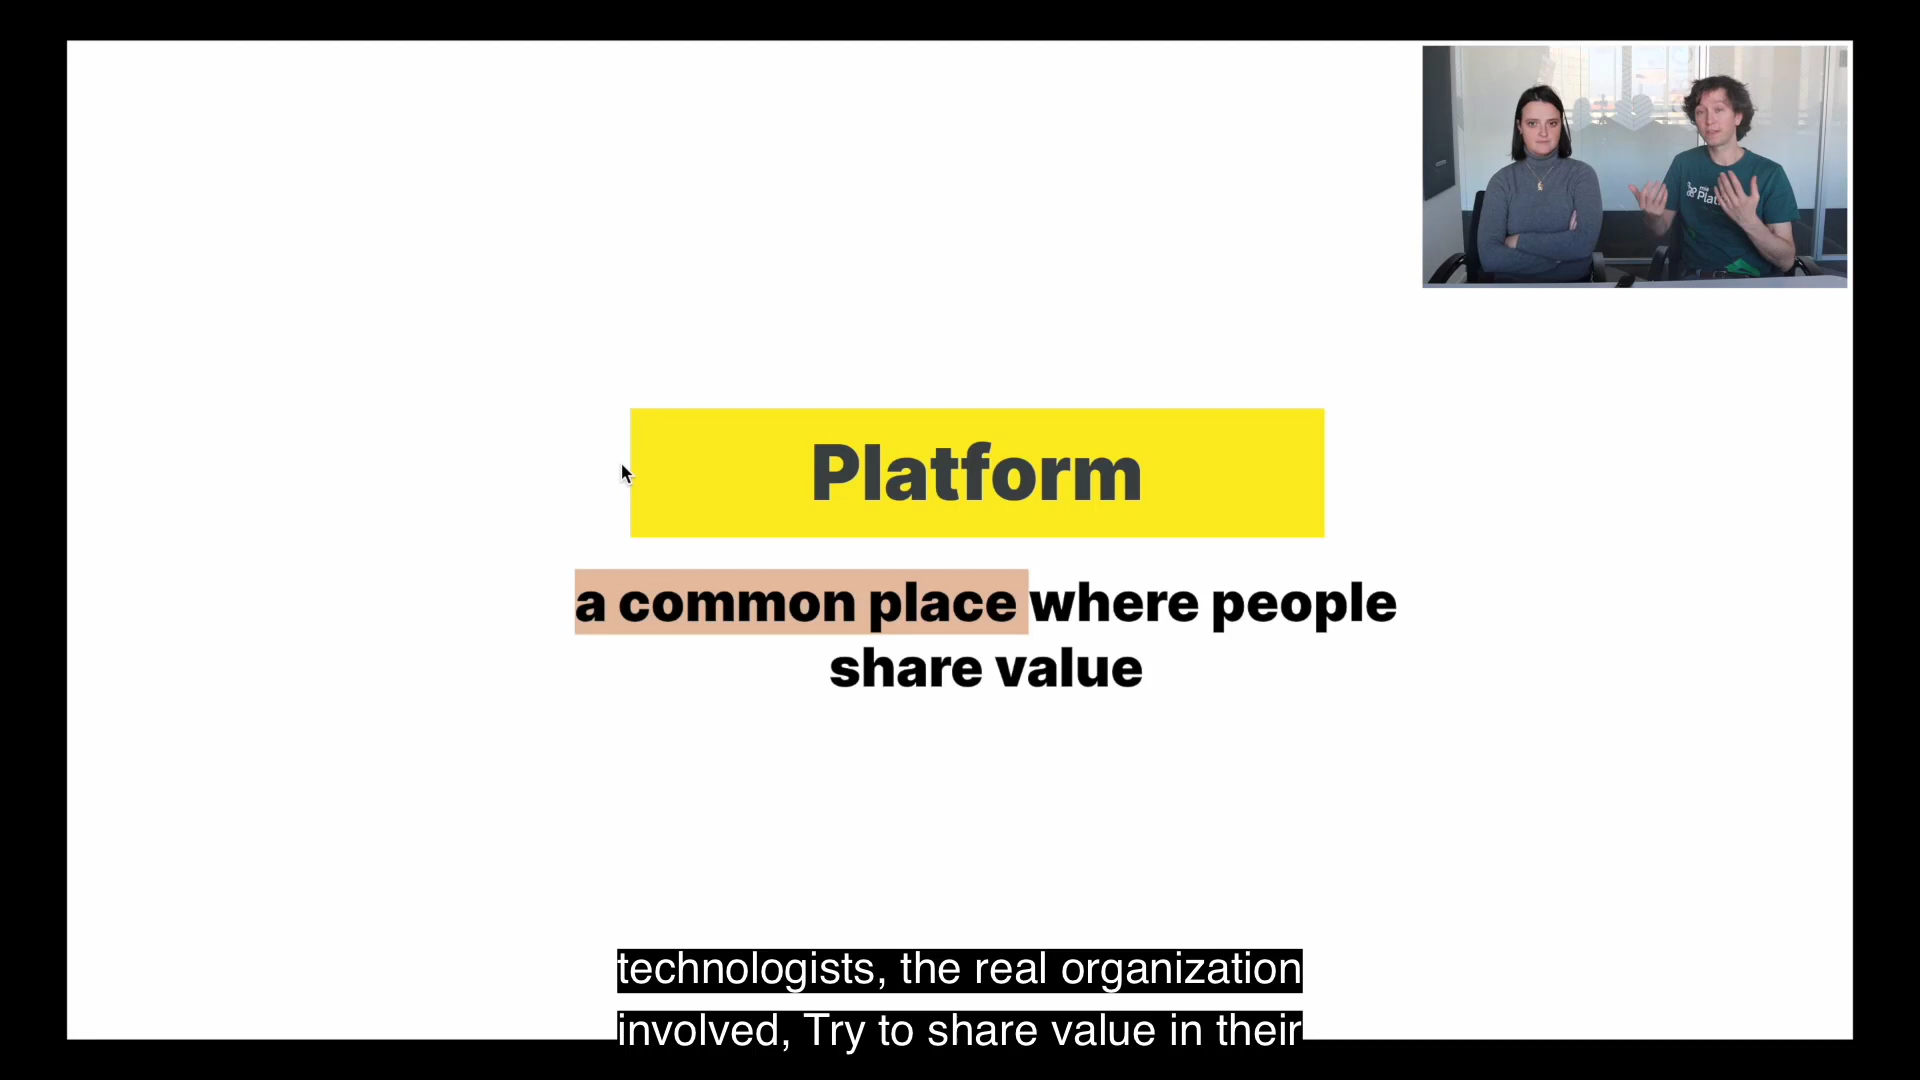 Platform
a common place where people
share value
technologists, the real organization
involved, Try to share value in their